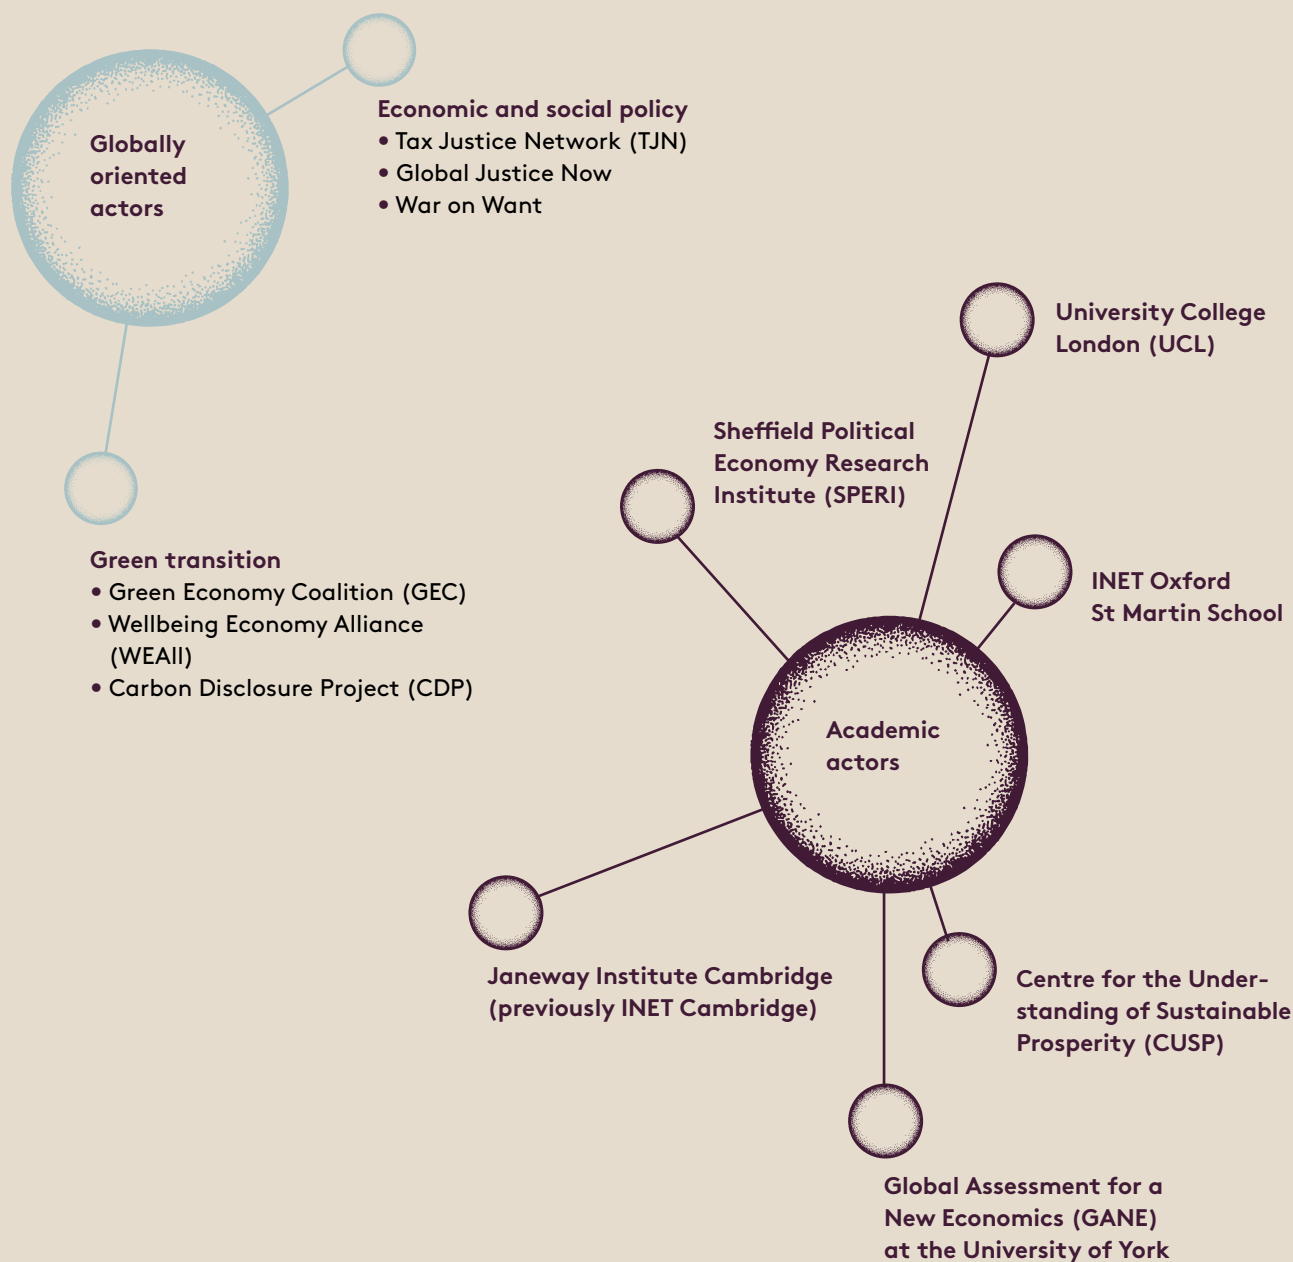 Globally
oriented
actors
Economic and social policy
• Tax Justice Network (TJN)
• Global Justice Now
• War on Want
Green transition
• Green Economy Coalition (GEC)
• Wellbeing Economy Alliance
(WEAll)
• Carbon Disclosure Project (CDP)
University College
London (UCL)
Sheffield Political
Economy Research
Institute (SPERI)
INET Oxford
St Martin School
Academic
actors
Janeway Institute Cambridge
(previously INET Cambridge)
Centre for the Under-
standing of Sustainable
Prosperity (CUSP)
Global Assessment for a
New Economics (GANE)
at the University of York